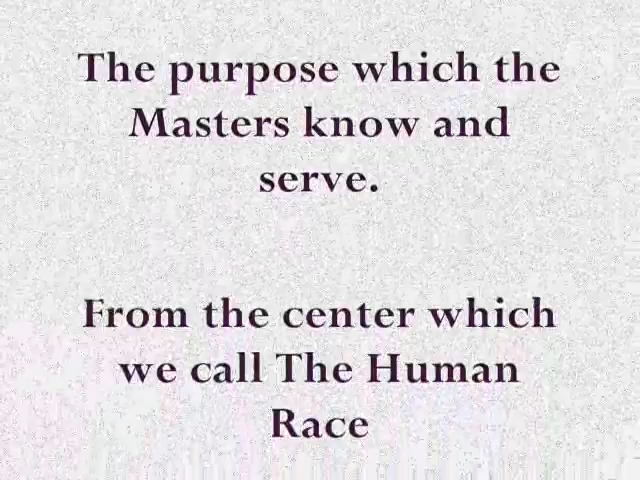 The purpose which the
Masters know and
serve.
From the center which
we call The Human
Race